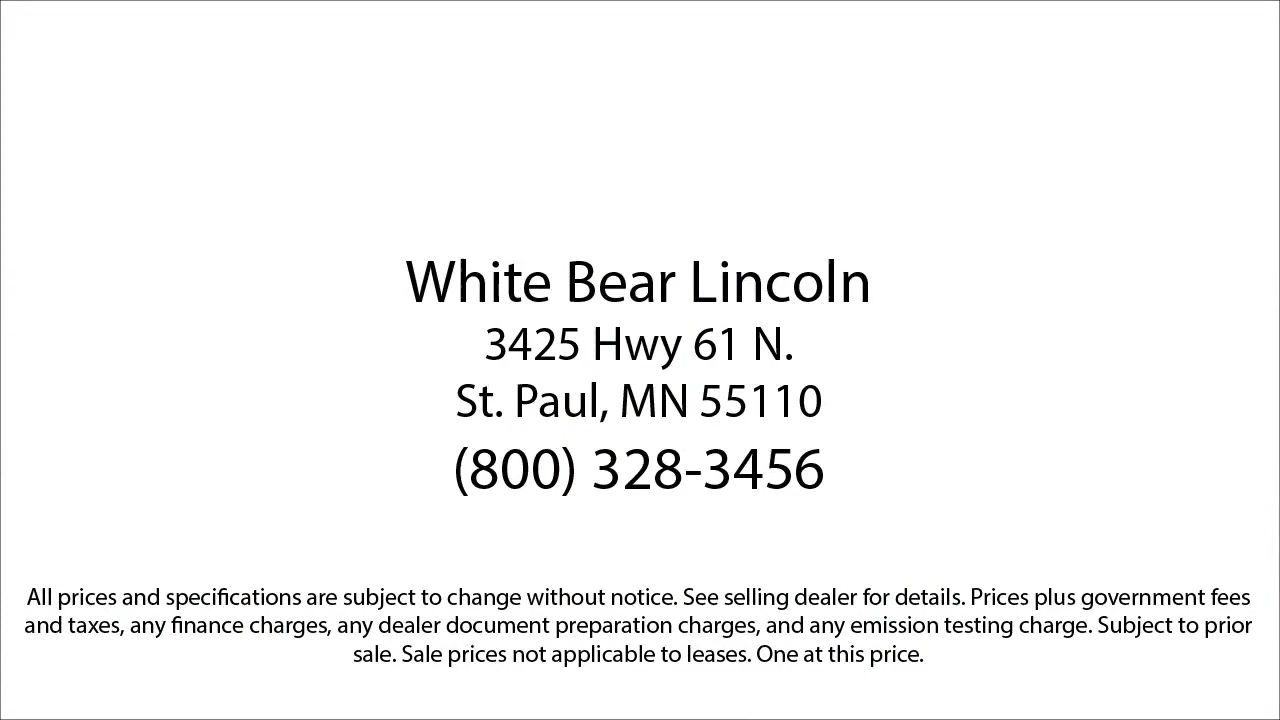 White Bear Lincoln
3425 Hwy 61 N.
St. Paul, MN 55110
(800) 328-3456
All prices and specifications are subject to change without notice. See selling dealer for details. Prices plus government fees
and taxes, any finance charges, any dealer document preparation charges, and any emission testing charge. Subject to prior
sale. Sale prices not applicable to leases. One at this price.